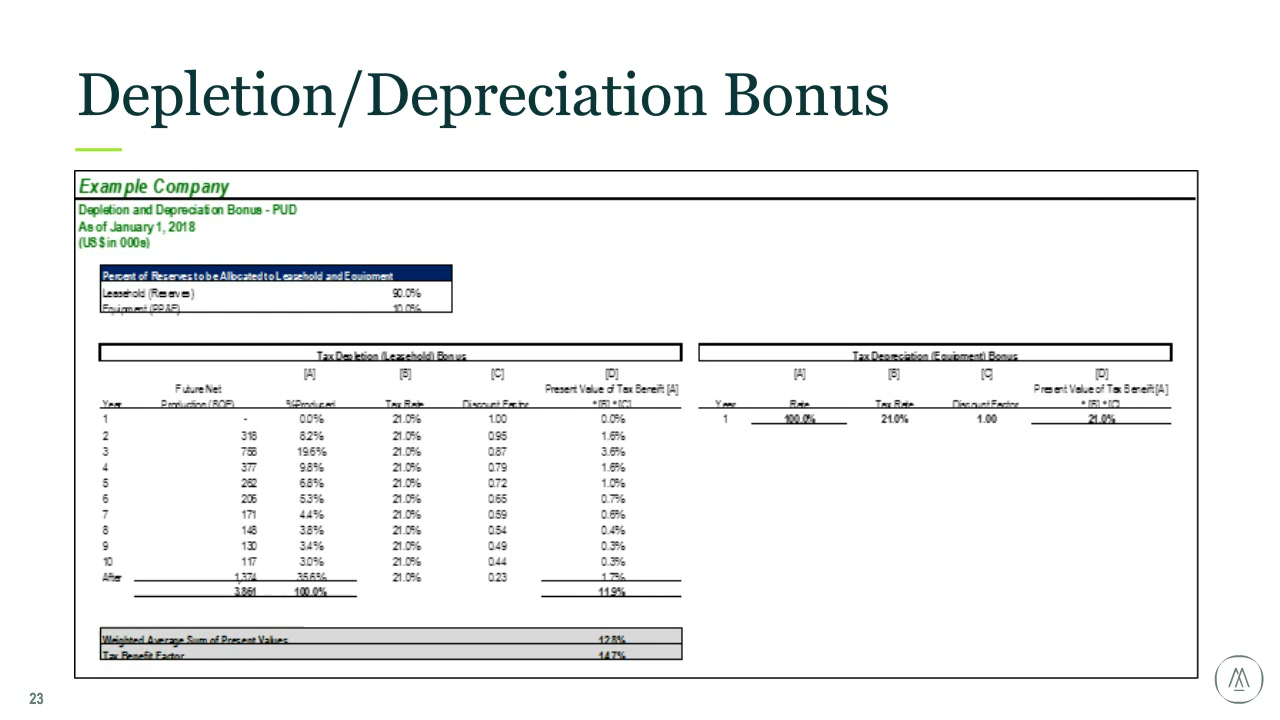 Depletion/Depreciation Bonus
Example Company
Depletion and Depreciation Bonus - PUD
As of January 1, 2018
(US$ in 000s)
Percent of Reserves to be Allocated to Leasehold and Equipment
Leasehold (Reserves) 90.0%
Equipment (PP&E) 10.0%
Tax Depletion (Leasehold) Bonus
[A] [B] [C] [D]
Future Net Present Value of Tax Benefit [A]
Year Production (BOE) %Produced Tax Rate Discount Factor * [B] * [C]
1 - 0.0% 21.0% 1.00 0.0%
2 318 8.2% 21.0% 0.95 1.6%
3 758 19.6% 21.0% 0.87 3.6%
4 377 9.8% 21.0% 0.79 1.6%
5 262 6.8% 21.0% 0.72 1.0%
6 206 5.3% 21.0% 0.65 0.7%
7 171 4.4% 21.0% 0.59 0.6%
8 148 3.8% 21.0% 0.54 0.4%
9 130 3.4% 21.0% 0.49 0.3%
10 117 3.0% 21.0% 0.44 0.3%
After 1,374 35.6% 21.0% 0.23 1.7%
3,861 100.0% 11.9%
Weighted Average Sum of Present Values 12.8%
Tax Benefit Factor 14.7%
Tax Depreciation (Equipment) Bonus
[A] [B] [C] [D]
Present Value of Tax Benefit [A]
Year Rate Tax Rate Discount Factor * [B] * [C]
1 100.0% 21.0% 1.00 21.0%
23